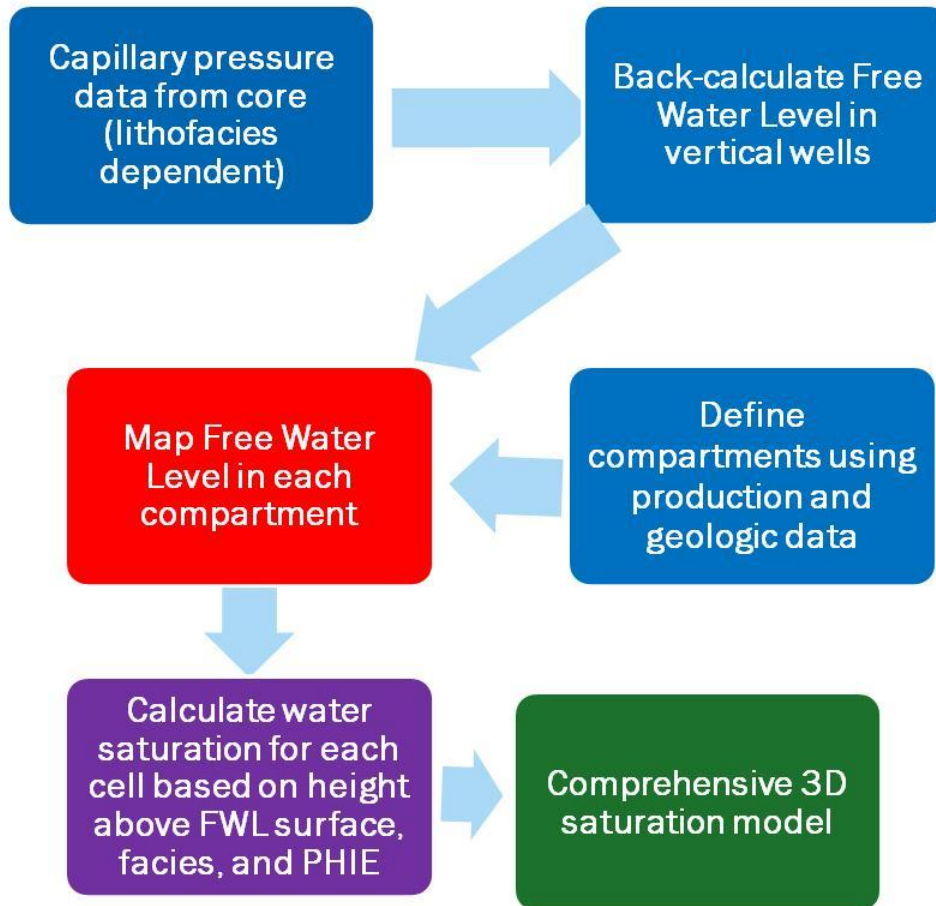 Capillary pressure
data from core
(lithofacies
dependent)
Back-calculate Free
Water Level in
vertical wells
Map Free Water
Level in each
compartment
Define
compartments using
production and
geologic data
Calculate water
saturation for each
cell based on height
above FWL surface,
facies, and PHIE
Comprehensive 3D
saturation model